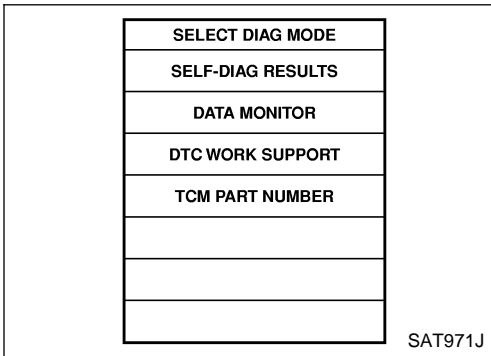 SELECT DIAG MODE
SELF-DIAG RESULTS
DATA MONITOR
DTC WORK SUPPORT
TCM PART NUMBER
SAT971J